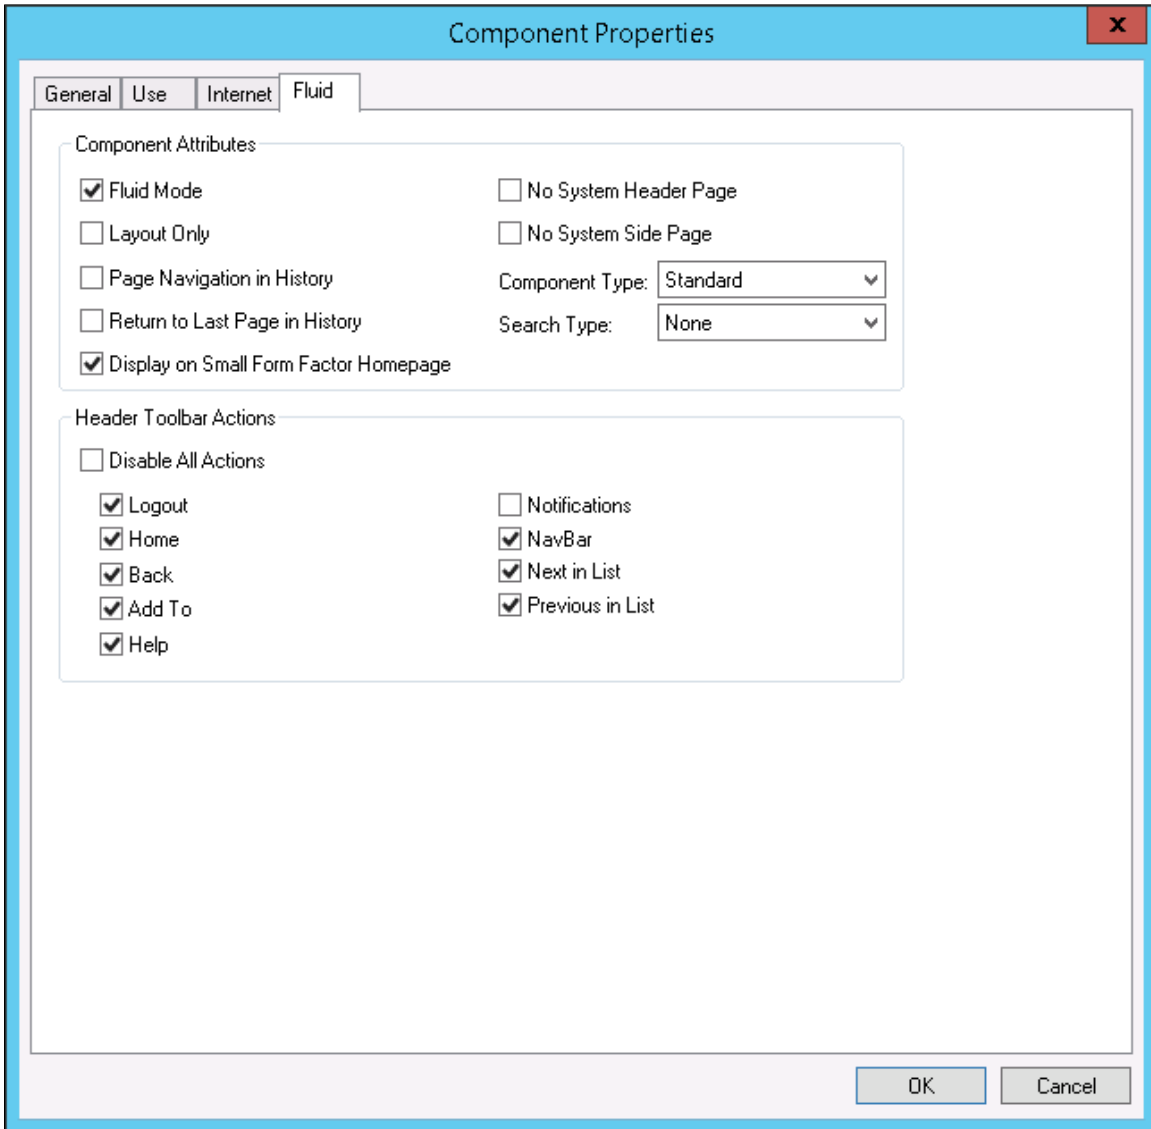 Component Properties
X
General Use Internet Fluid
Component Attributes
Fluid Mode No System Header Page
Layout Only No System Side Page
Page Navigation in History Component Type: Standard
Return to Last Page in History Search Type: None
Display on Small Form Factor Homepage
Header Toolbar Actions
Disable All Actions
Logout Notifications
Home NavBar
Back Next in List
Add To Previous in List
Help
OK Cancel